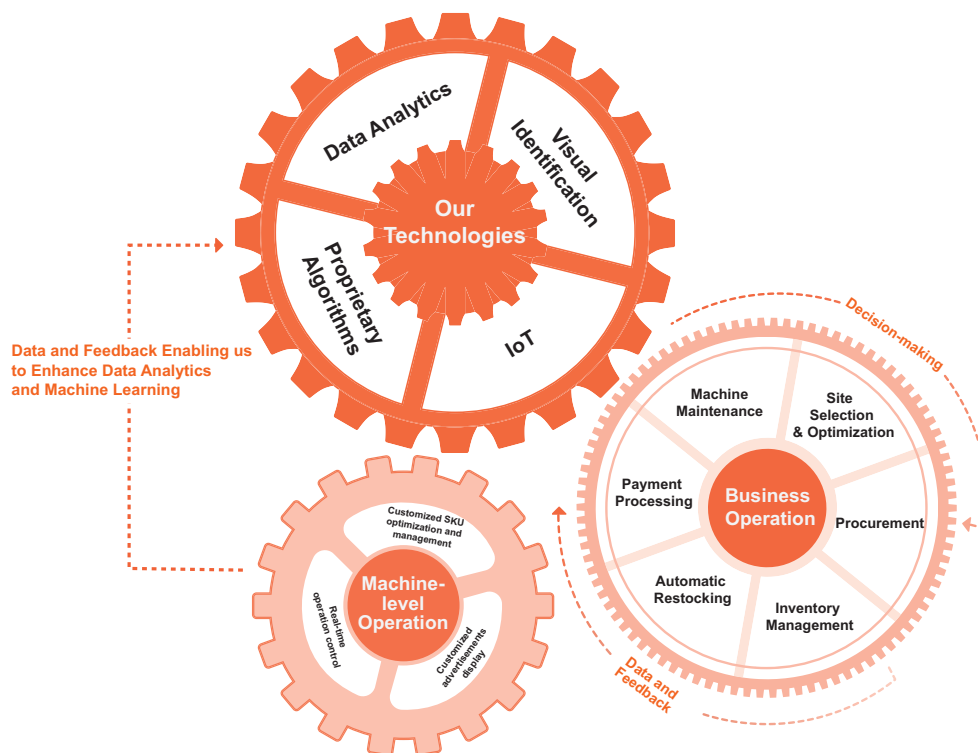 Data Analytics
Visual
Identification
Our
Technologies
Proprietary
Algorithms
IoT
Data and Feedback Enabling us
to Enhance Data Analytics
and Machine Learning
Decision-making
Machine
Maintenance
Site
Selection
& Optimization
Payment
Processing
Business
Operation
Procurement
Automatic
Restocking
Inventory
Management
Data and
Feedback
Customized SKU
optimization and
management
Machine-
level
Operation
Real-time
operation control
Customized
advertisements
display